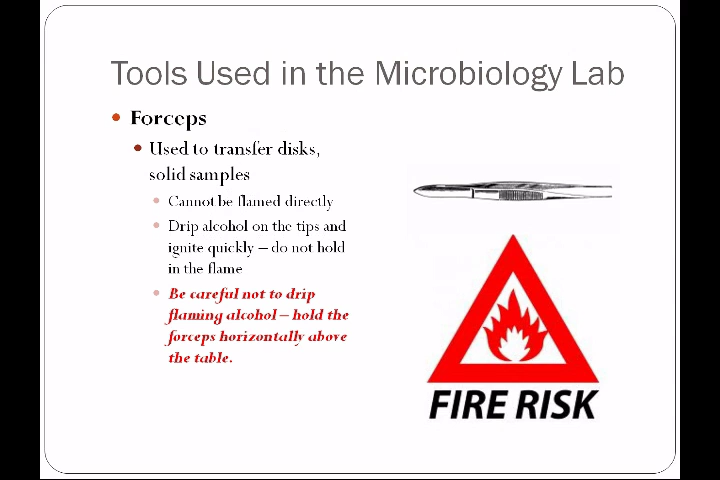 Tools Used in the Microbiology Lab
Forceps
Used to transfer disks,
solid samples
Cannot be flamed directly
Drip alcohol on the tips and
ignite quickly – do not hold
in the flame
Be careful not to drip
flaming alcohol – hold the
forceps horizontally above
the table.
FIRE RISK